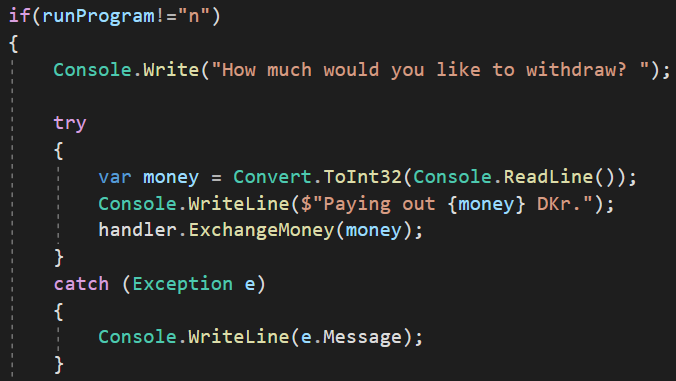 if(runProgram!="n")
{
Console.Write("How much would you like to withdraw? ");
try
{
var money = Convert.ToInt32(Console.ReadLine());
Console.WriteLine($"Paying out {money} DKr.");
handler.ExchangeMoney(money);
}
catch (Exception e)
{
Console.WriteLine(e.Message);
}